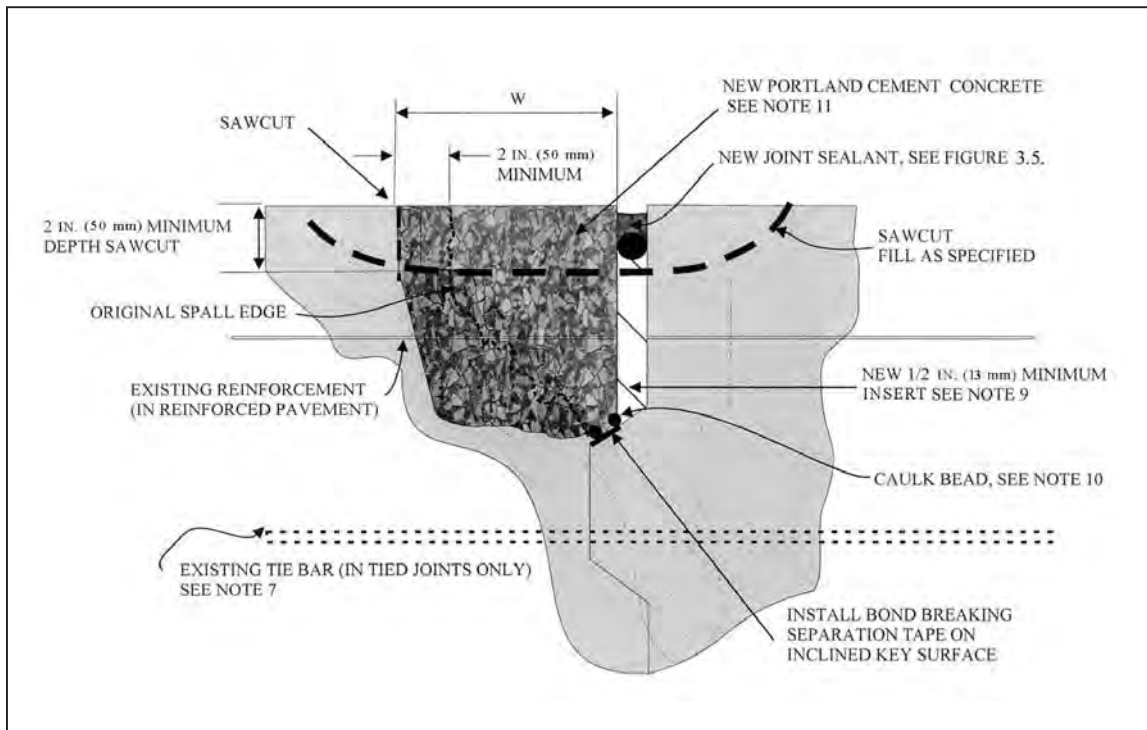 W
NEW PORTLAND CEMENT CONCRETE
SEE NOTE 11
SAWCUT
2 IN. (50 mm)
MINIMUM
NEW JOINT SEALANT, SEE FIGURE 3.5.
2 IN. (50 mm) MINIMUM
DEPTH SAWCUT
SAWCUT
FILL AS SPECIFIED
ORIGINAL SPALL EDGE
EXISTING REINFORCEMENT
(IN REINFORCED PAVEMENT)
NEW 1/2 IN. (13 mm) MINIMUM
INSERT SEE NOTE 9
CAULK BEAD, SEE NOTE 10
EXISTING TIE BAR (IN TIED JOINTS ONLY)
SEE NOTE 7
INSTALL BOND BREAKING
SEPARATION TAPE ON
INCLINED KEY SURFACE